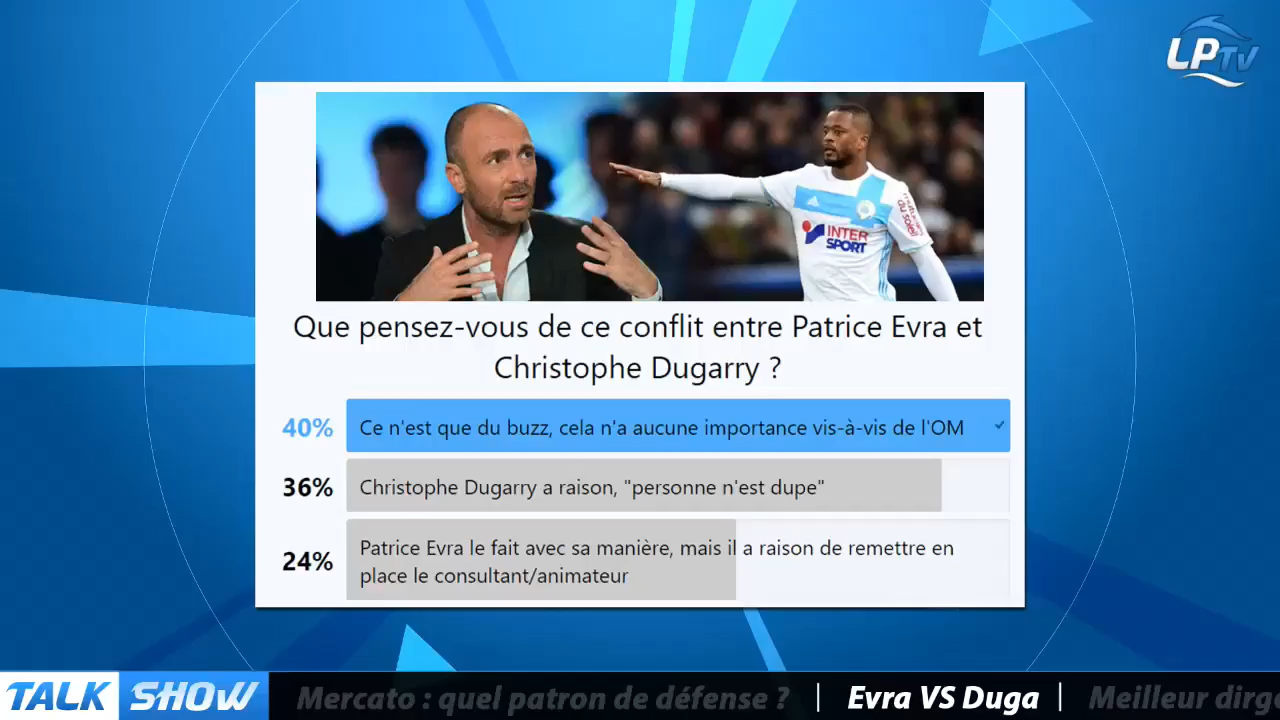 LPTV
INTER
SPORT
Que pensez-vous de ce conflit entre Patrice Evra et
Christophe Dugarry ?
40% Ce n'est que du buzz, cela n'a aucune importance vis-à-vis de l'OM
36% Christophe Dugarry a raison, "personne n'est dupe"
24% Patrice Evra le fait avec sa manière, mais il a raison de remettre en
place le consultant/animateur
TALK SHOW Mercato : quel patron de défense ? | Evra VS Duga | Meilleur dirge